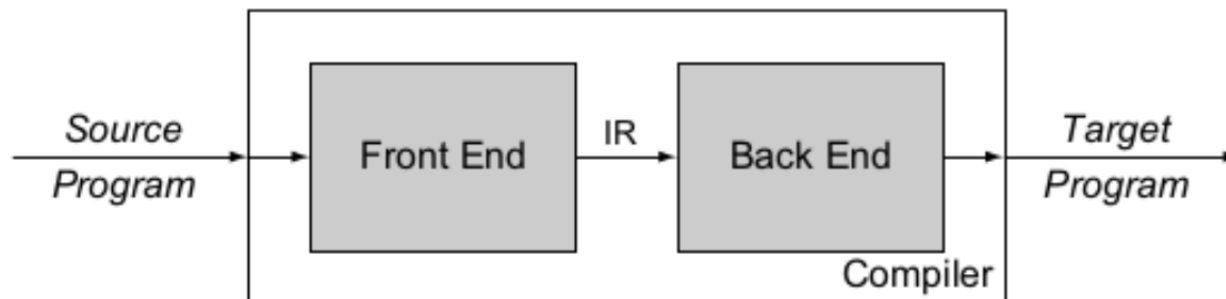 Source
Program
Front End
IR
Back End
Target
Program
Compiler